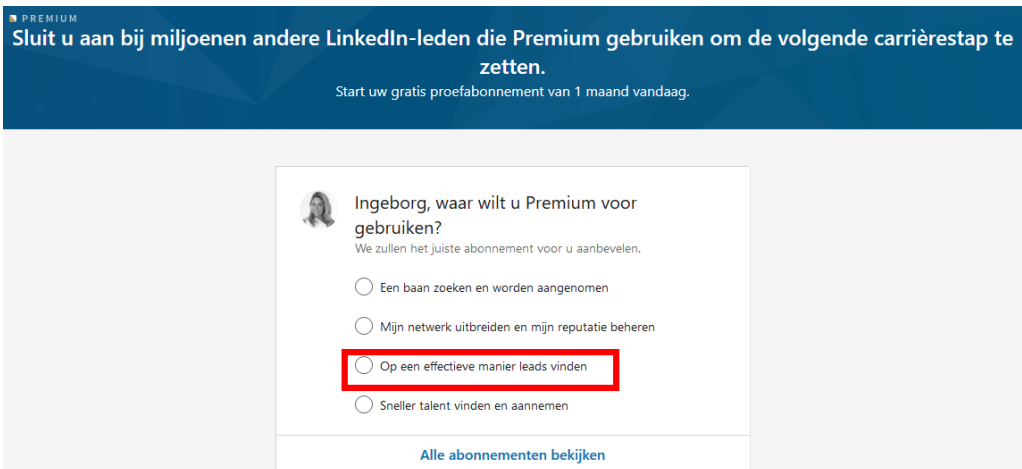 PREMIUM
Sluit u aan bij miljoenen andere LinkedIn-leden die Premium gebruiken om de volgende carrièrestap te
zetten.
Start uw gratis proefabonnement van 1 maand vandaag.
Ingeborg, waar wilt u Premium voor
gebruiken?
We zullen het juiste abonnement voor u aanbevelen.
Een baan zoeken en worden aangenomen
Mijn netwerk uitbreiden en mijn reputatie beheren
Op een effectieve manier leads vinden
Sneller talent vinden en aannemen
Alle abonnementen bekijken